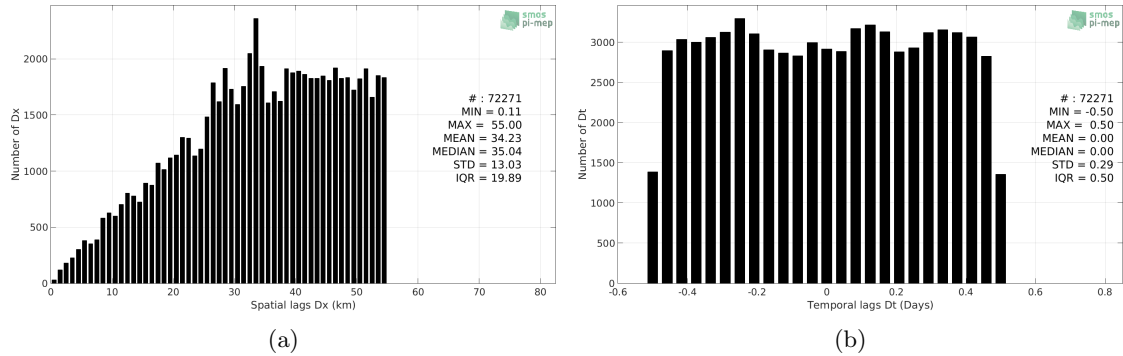 smos
pi-mep
2000
1500
1000
500
0
Number of Dx
# : 72271
MIN = 0.11
MAX = 55.00
MEAN = 34.23
MEDIAN = 35.04
STD = 13.03
IQR = 19.89
0 10 20 30 40 50 60 70 80
Spatial lags Dx (km)
(a)
smos
pi-mep
3000
2500
2000
1500
1000
500
0
Number of Dt
# : 72271
MIN = -0.50
MAX = 0.50
MEAN = 0.00
MEDIAN = 0.00
STD = 0.29
IQR = 0.50
-0.6 -0.4 -0.2 0 0.2 0.4 0.6 0.8
Temporal lags Dt (Days)
(b)